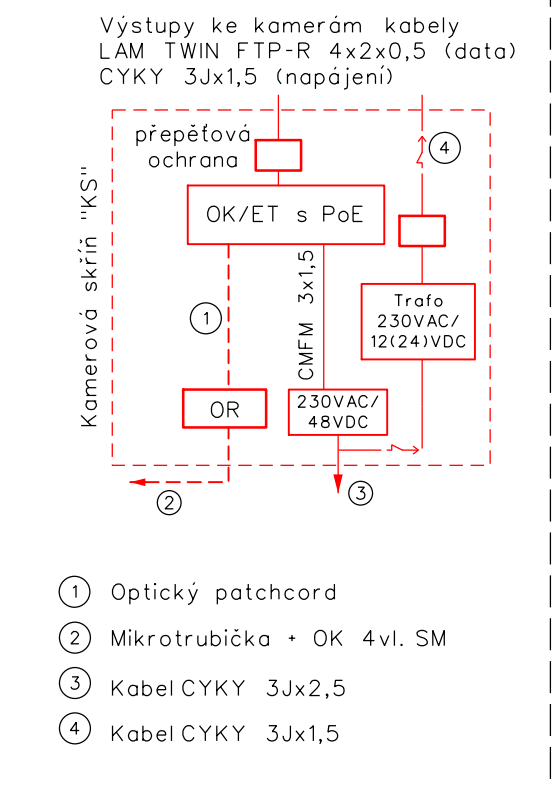 Výstupy ke kamerám kabely
LAM TWIN FTP-R 4x2x0,5 (data)
CYKY 3Jx1,5 (napájení)
přepěťová
ochrana
4
OK/ET s PoE
Kamerová skříň "KS"
CMFM 3x1,5
Trafo
230VAC/
12(24)VDC
1
OR
230VAC/
48VDC
2
3
1 Optický patchcord
2 Mikrotrubička + OK 4vl. SM
3 Kabel CYKY 3Jx2,5
4 Kabel CYKY 3Jx1,5